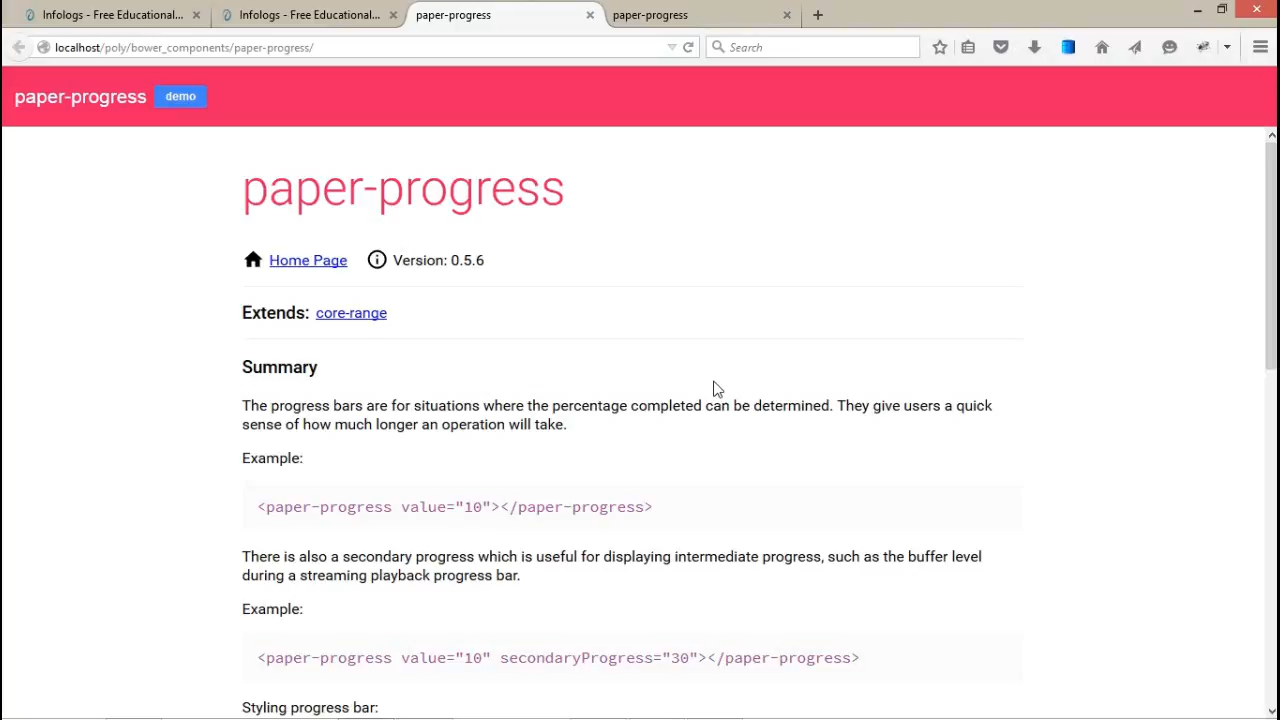 Infologs - Free Educational...
Infologs - Free Educational...
paper-progress
paper-progress
localhost/poly/bower_components/paper-progress/
Search
paper-progress
demo
paper-progress
Home Page
Version: 0.5.6
Extends: core-range
Summary
The progress bars are for situations where the percentage completed can be determined. They give users a quick
sense of how much longer an operation will take.
Example:
<paper-progress value="10"></paper-progress>
There is also a secondary progress which is useful for displaying intermediate progress, such as the buffer level
during a streaming playback progress bar.
Example:
<paper-progress value="10" secondaryProgress="30"></paper-progress>
Styling progress bar: